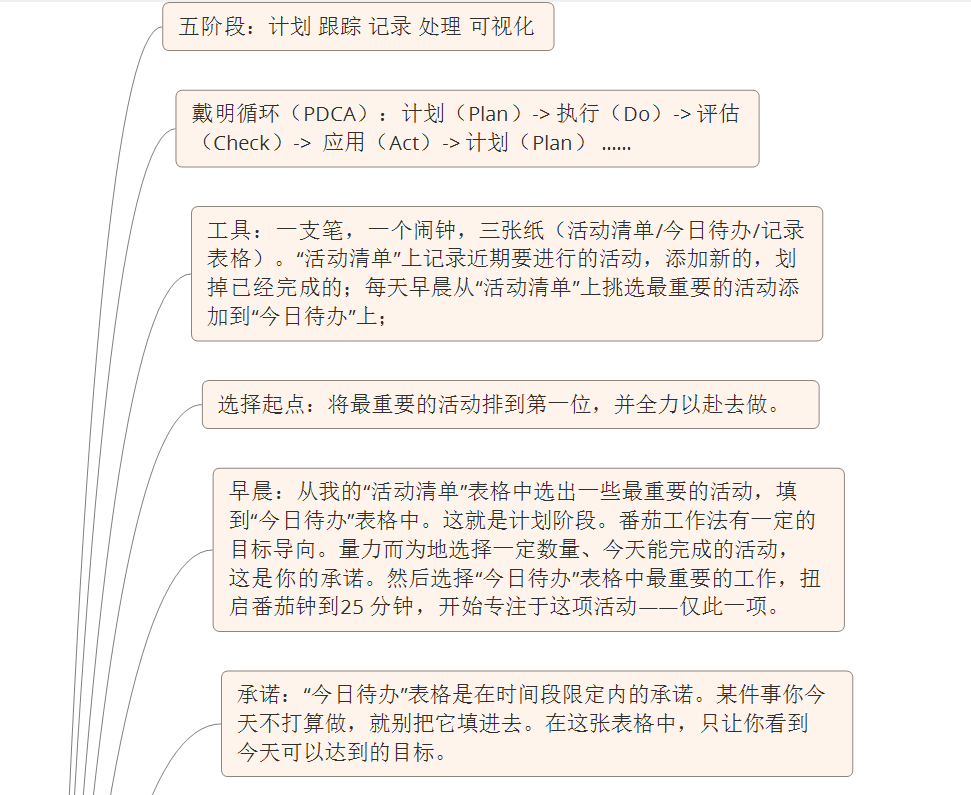 五阶段：计划 跟踪 记录 处理 可视化
戴明循环（PDCA）：计划（Plan）-> 执行（Do）-> 评估
（Check）->  应用（Act）-> 计划（Plan） ......
工具：一支笔，一个闹钟，三张纸（活动清单/今日待办/记录
表格）。“活动清单”上记录近期要进行的活动，添加新的，划
掉已经完成的；每天早晨从“活动清单”上挑选最重要的活动添
加到“今日待办”上；
选择起点：将最重要的活动排到第一位，并全力以赴去做。
早晨：从我的“活动清单”表格中选出一些最重要的活动，填
到“今日待办”表格中。这就是计划阶段。番茄工作法有一定的
目标导向。量力而为地选择一定数量、今天能完成的活动，
这是你的承诺。然后选择“今日待办”表格中最重要的工作，扭
启番茄钟到25 分钟，开始专注于这项活动——仅此一项。
承诺：“今日待办”表格是在时间段限定内的承诺。某件事你今
天不打算做，就别把它填进去。在这张表格中，只让你看到
今天可以达到的目标。